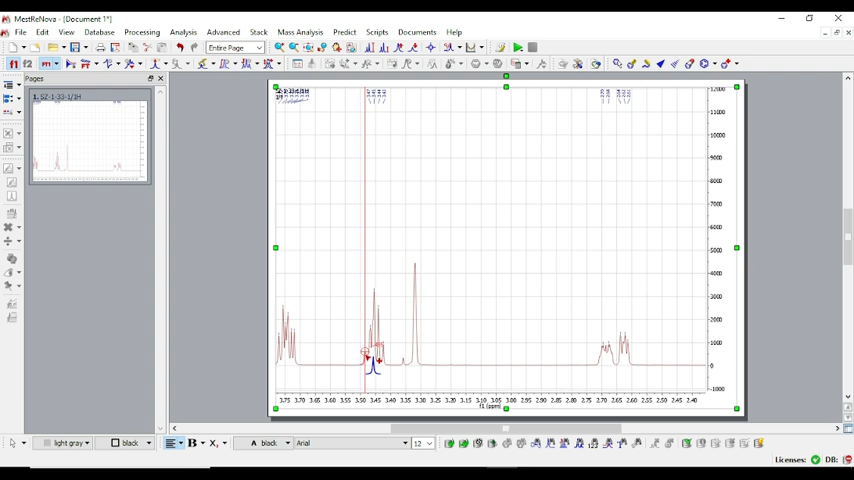 MestReNova - [Document 1*]
File Edit View Database Processing Analysis Advanced Stack Mass Analysis Predict Scripts Documents Help
Entire Page
f1 f2
Pages
1. SZ-1-33-1/1H
12000
11000
10000
9000
8000
7000
6000
5000
4000
3000
2000
1000
0
-1000
3.75 3.70 3.65 3.60 3.55 3.50 3.45 3.40 3.35 3.30 3.25 3.20 3.15 3.10 3.05 3.00 2.95 2.90 2.85 2.80 2.75 2.70 2.65 2.60 2.55 2.50 2.45 2.40
f1 (ppm)
light gray black B X A black Arial 12 123
Licenses: DB: